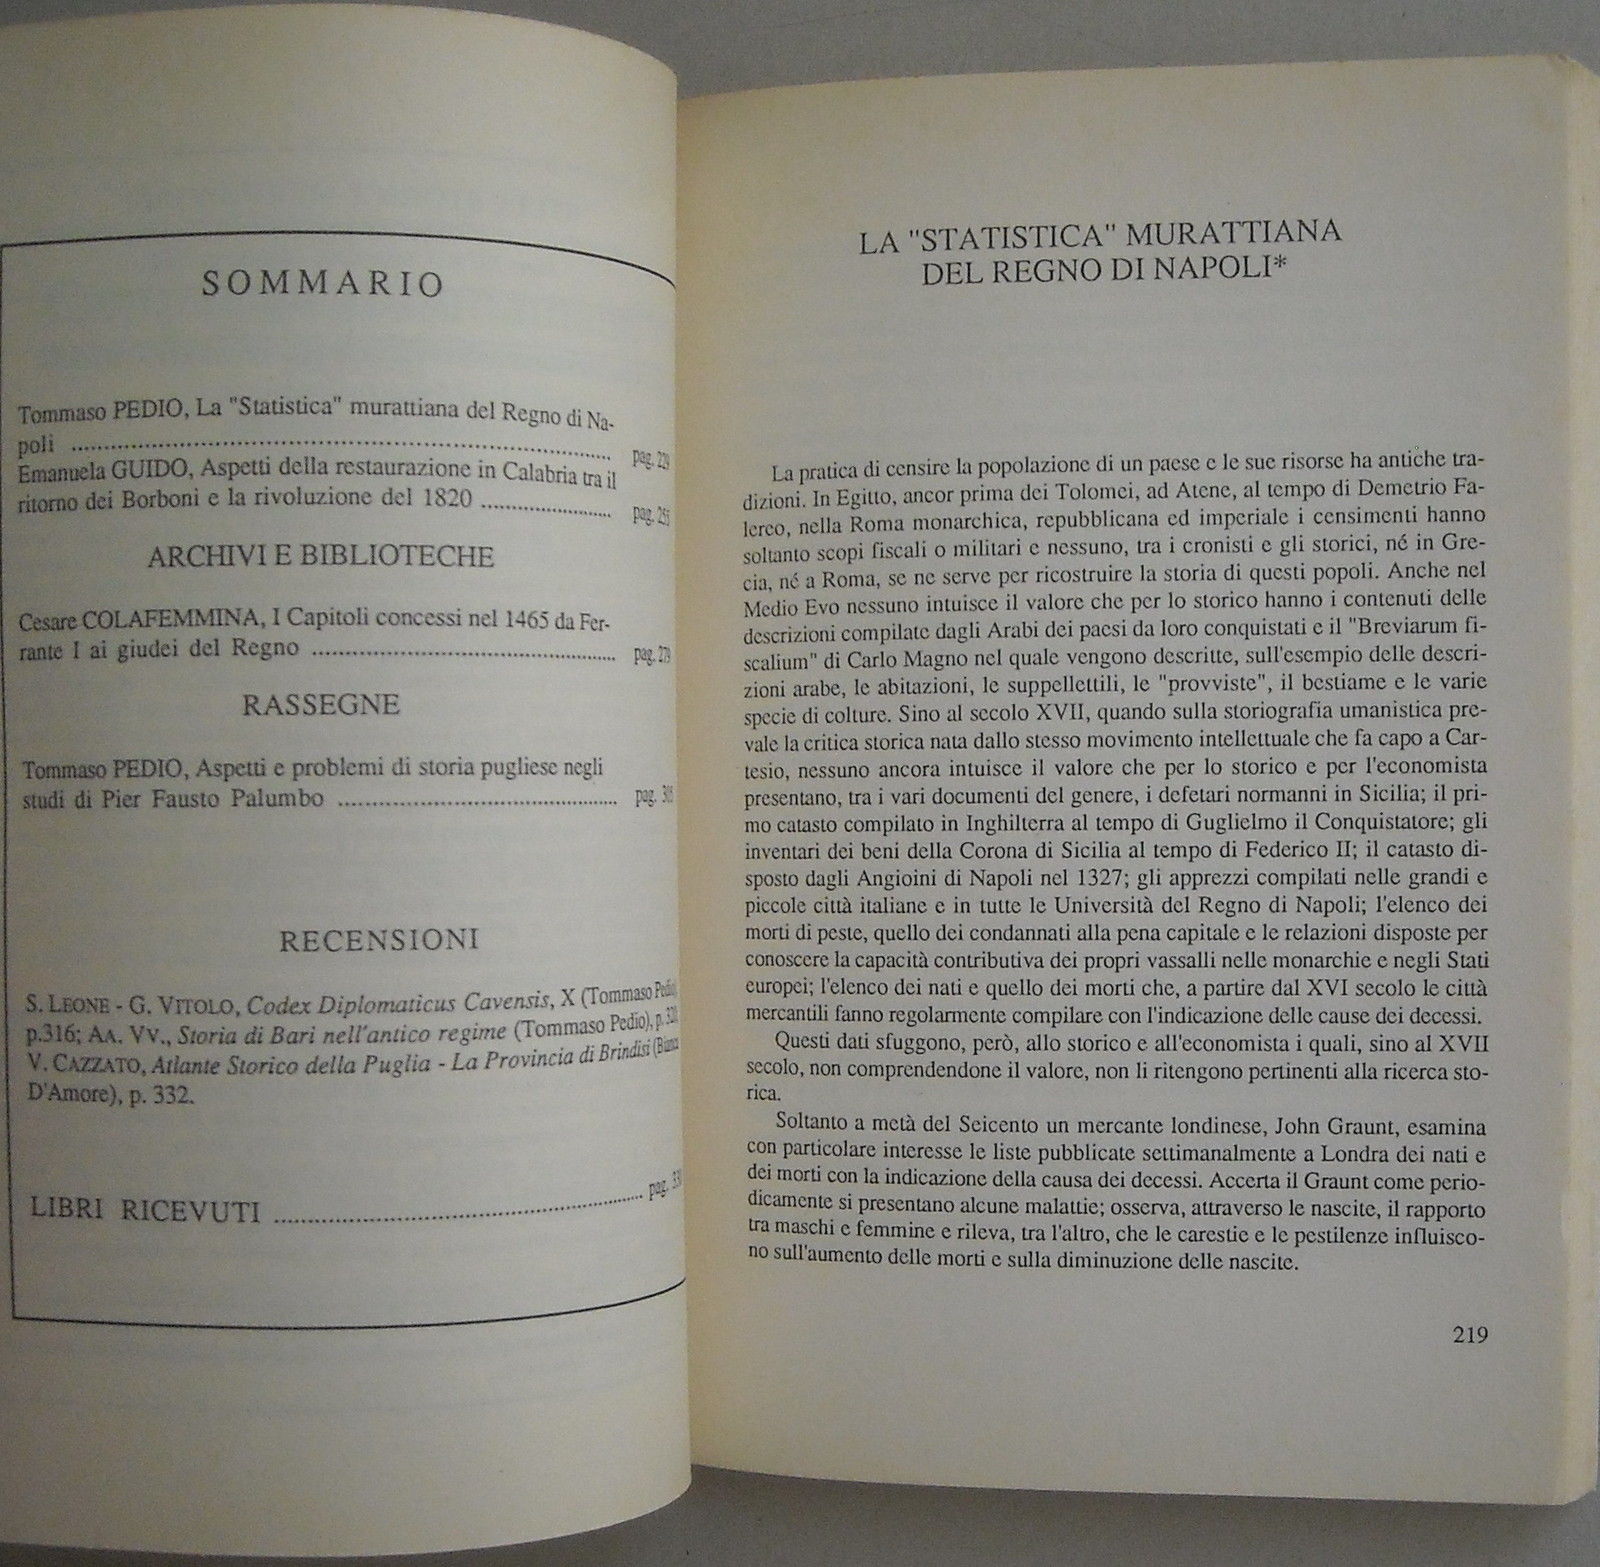 SOMMARIO
Tommaso PEDIO, La "Statistica" murattiana del Regno di Na-
poli .......... pag.
Emanuela GUIDO, Aspetti della restaurazione in Calabria tra il
ritorno dei Borboni e la rivoluzione del 1820 .......... pag. 255
ARCHIVI E BIBLIOTECHE
Cesare COLAFEMMINA, I Capitoli concessi nel 1465 da Fer-
rante I ai giudei del Regno .......... pag. 279
RASSEGNE
Tommaso PEDIO, Aspetti e problemi di storia pugliese negli
studi di Pier Fausto Palumbo .......... pag.
RECENSIONI
S. LEONE - G. VITOLO, Codex Diplomaticus Cavensis, X (Tommaso Pedio),
p.316; AA. VV., Storia di Bari nell'antico regime (Tommaso Pedio), p.
V. CAZZATO, Atlante Storico della Puglia - La Provincia di Brindisi
D'Amore), p. 332.
LIBRI RICEVUTI .......... pag.
LA "STATISTICA" MURATTIANA
DEL REGNO DI NAPOLI*
La pratica di censire la popolazione di un paese e le sue risorse ha antiche tra-
dizioni. In Egitto, ancor prima dei Tolomei, ad Atene, al tempo di Demetrio Fa-
lereo, nella Roma monarchica, repubblicana ed imperiale i censimenti hanno
soltanto scopi fiscali o militari e nessuno, tra i cronisti e gli storici, né in Gre-
cia, né a Roma, se ne serve per ricostruire la storia di questi popoli. Anche nel
Medio Evo nessuno intuisce il valore che per lo storico hanno i contenuti delle
descrizioni compilate dagli Arabi dei paesi da loro conquistati e il "Breviarum fi-
scalium" di Carlo Magno nel quale vengono descritte, sull'esempio delle descri-
zioni arabe, le abitazioni, le suppellettili, le "provviste", il bestiame e le varie
specie di colture. Sino al secolo XVII, quando sulla storiografia umanistica pre-
vale la critica storica nata dallo stesso movimento intellettuale che fa capo a Car-
tesio, nessuno ancora intuisce il valore che per lo storico e per l'economista
presentano, tra i vari documenti del genere, i defetari normanni in Sicilia; il pri-
mo catasto compilato in Inghilterra al tempo di Guglielmo il Conquistatore; gli
inventari dei beni della Corona di Sicilia al tempo di Federico II; il catasto di-
sposto dagli Angioini di Napoli nel 1327; gli apprezzi compilati nelle grandi e
piccole città italiane e in tutte le Università del Regno di Napoli; l'elenco dei
morti di peste, quello dei condannati alla pena capitale e le relazioni disposte per
conoscere la capacità contributiva dei propri vassalli nelle monarchie e negli Stati
europei; l'elenco dei nati e quello dei morti che, a partire dal XVI secolo le città
mercantili fanno regolarmente compilare con l'indicazione delle cause dei decessi.
Questi dati sfuggono, però, allo storico e all'economista i quali, sino al XVII
secolo, non comprendendone il valore, non li ritengono pertinenti alla ricerca sto-
rica.
Soltanto a metà del Seicento un mercante londinese, John Graunt, esamina
con particolare interesse le liste pubblicate settimanalmente a Londra dei nati e
dei morti con la indicazione della causa dei decessi. Accerta il Graunt come perio-
dicamente si presentano alcune malattie; osserva, attraverso le nascite, il rapporto
tra maschi e femmine e rileva, tra l'altro, che le carestie e le pestilenze influisco-
no sull'aumento delle morti e sulla diminuzione delle nascite.
219